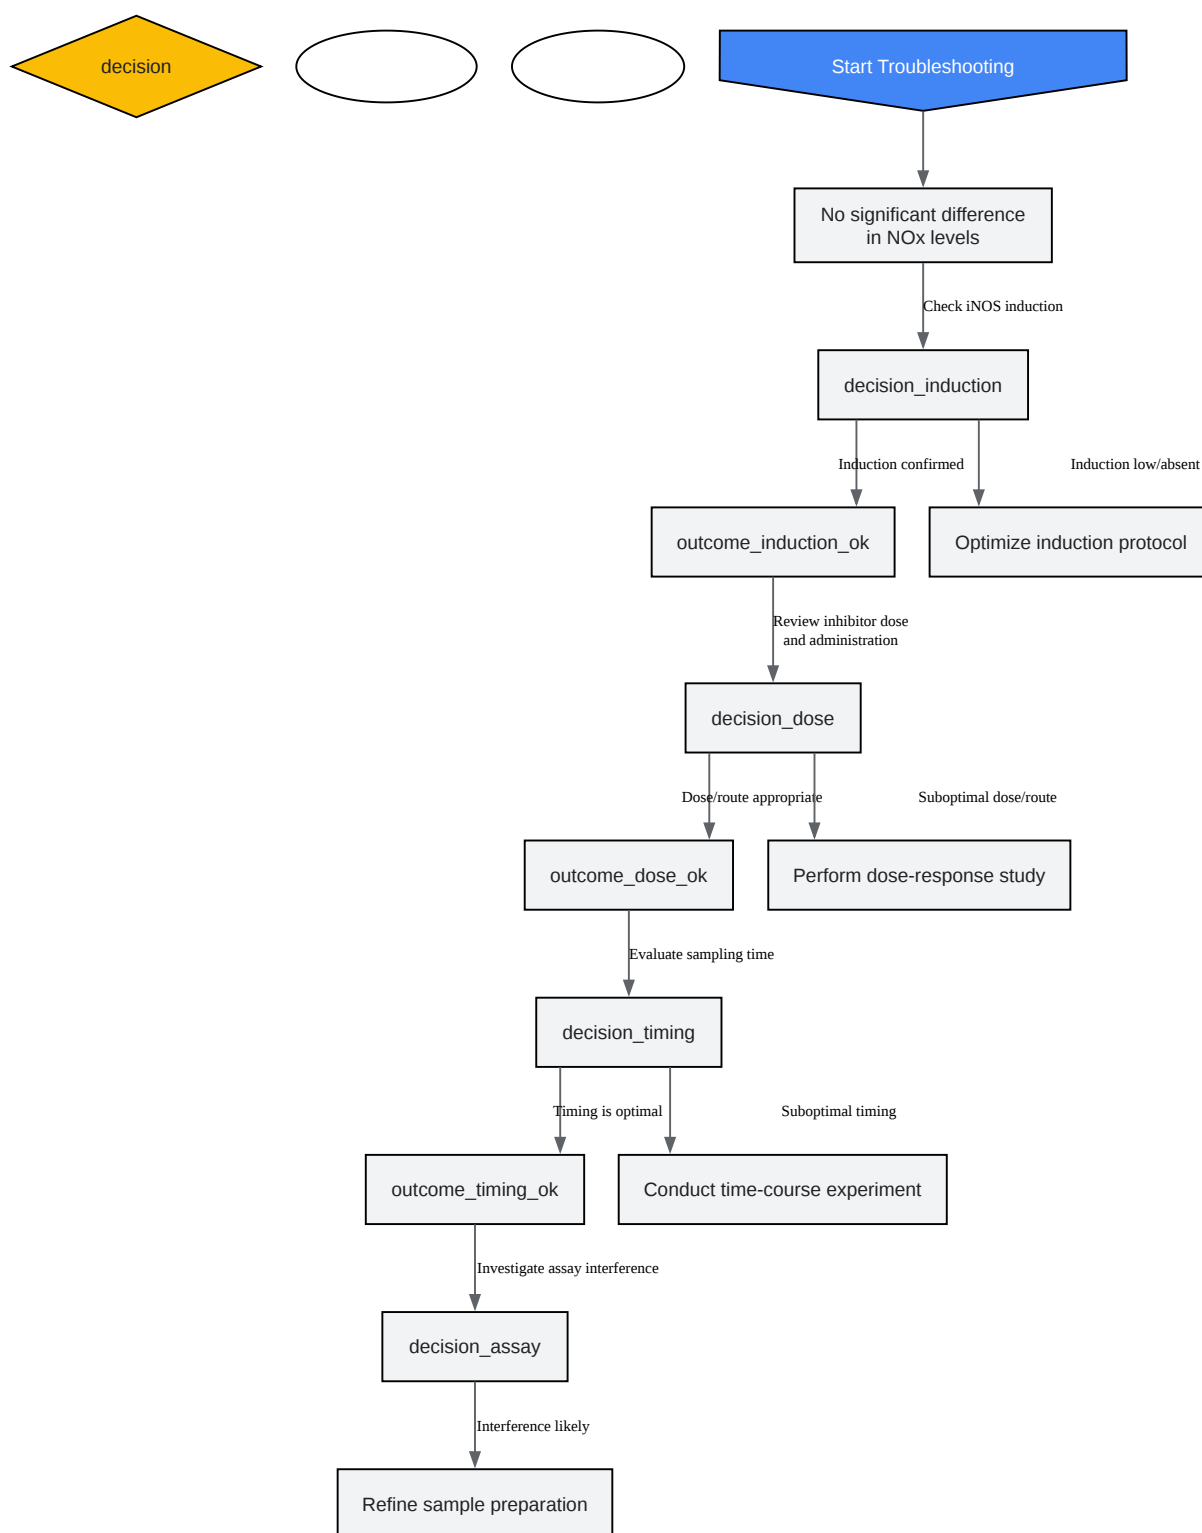 decision
Start Troubleshooting
No significant difference
in NOx levels
Check iNOS induction
decision_induction
Induction confirmed
Induction low/absent
outcome_induction_ok
Optimize induction protocol
Review inhibitor dose
and administration
decision_dose
Dose/route appropriate
Suboptimal dose/route
outcome_dose_ok
Perform dose-response study
Evaluate sampling time
decision_timing
Timing is optimal
Suboptimal timing
outcome_timing_ok
Conduct time-course experiment
Investigate assay interference
decision_assay
Interference likely
Refine sample preparation